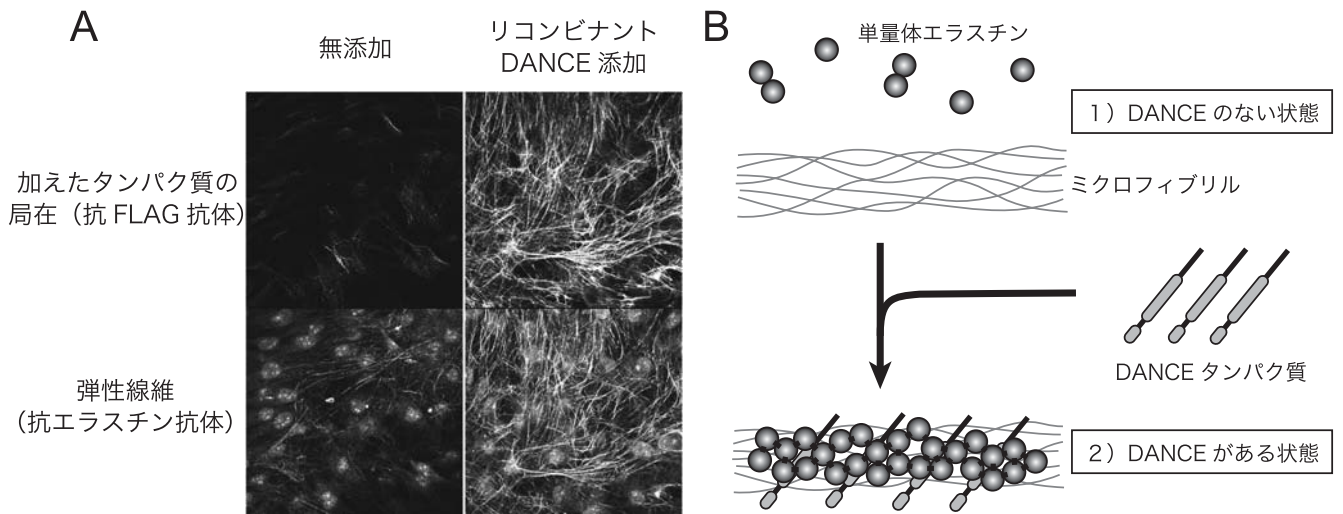 A
無添加
リコンビナント
DANCE 添加
加えたタンパク質の
局在（抗 FLAG 抗体）
弾性線維
（抗エラスチン抗体）
B
単量体エラスチン
1）DANCE のない状態
ミクロフィブリル
DANCE タンパク質
2）DANCE がある状態